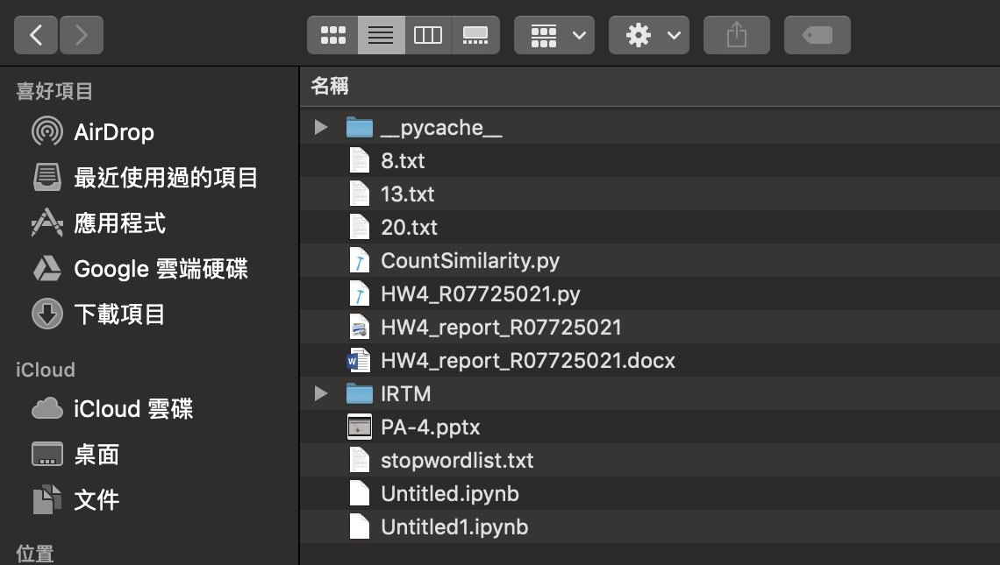 喜好項目
AirDrop
最近使用過的項目
應用程式
Google 雲端硬碟
下載項目
iCloud
iCloud 雲碟
桌面
文件
位置
名稱
__pycache__
8.txt
13.txt
20.txt
CountSimilarity.py
HW4_R07725021.py
HW4_report_R07725021
HW4_report_R07725021.docx
IRTM
PA-4.pptx
stopwordlist.txt
Untitled.ipynb
Untitled1.ipynb